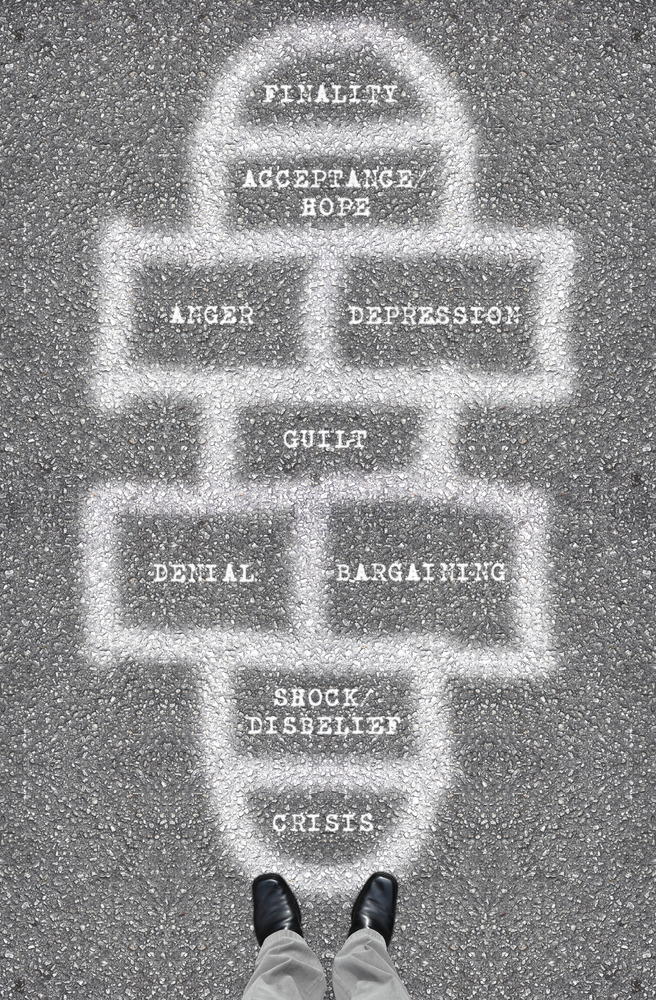 FINALITY
ACCEPTANCE/
HOPE
ANGER DEPRESSION
GUILT
DENIAL BARGAINING
SHOCK/
DISBELIEF
CRISIS